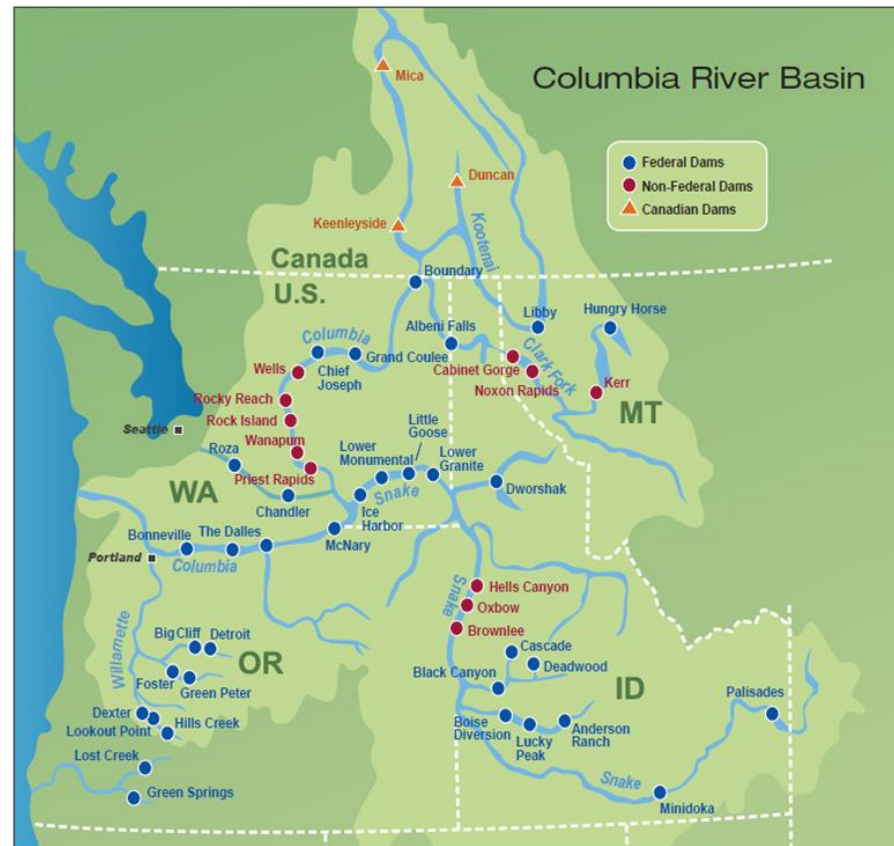 Columbia River Basin
Mica
Federal Dams
Non-Federal Dams
Canadian Dams
Duncan
Keenleyside
Kootenai
Canada
U.S.
Boundary
Libby
Hungry Horse
Albeni Falls
Columbia
Grand Coulee
Chief
Joseph
Wells
Clark Fork
Cabinet Gorge
Noxon Rapids
Kerr
MT
Rocky Reach
Rock Island
Wanapum
Priest Rapids
Seattle
Roza
WA
Chandler
Little
Goose
Lower
Monumental
Lower
Granite
Snake
Ice
Harbor
Dworshak
McNary
Bonneville
The Dalles
Portland
Columbia
Snake
Hells Canyon
Oxbow
Brownlee
Willamette
Big Cliff
Detroit
OR
Foster
Green Peter
Cascade
Deadwood
Black Canyon
ID
Palisades
Dexter
Lookout Point
Hills Creek
Boise
Diversion
Lucky
Peak
Anderson
Ranch
Lost Creek
Green Springs
Snake
Minidoka